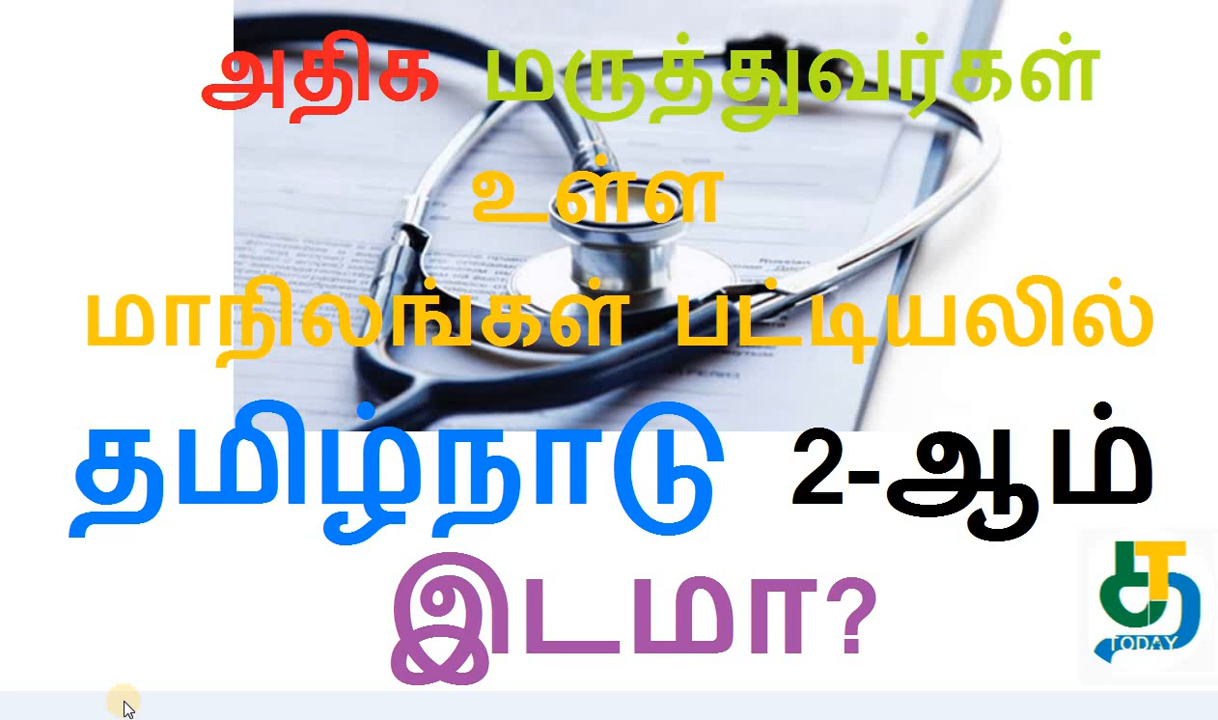 அதிக மருத்துவர்கள்
உள்ள
மாநிலங்கள் பட்டியலில்
தமிழ்நாடு 2-ஆம்
இடமா?
TODAY